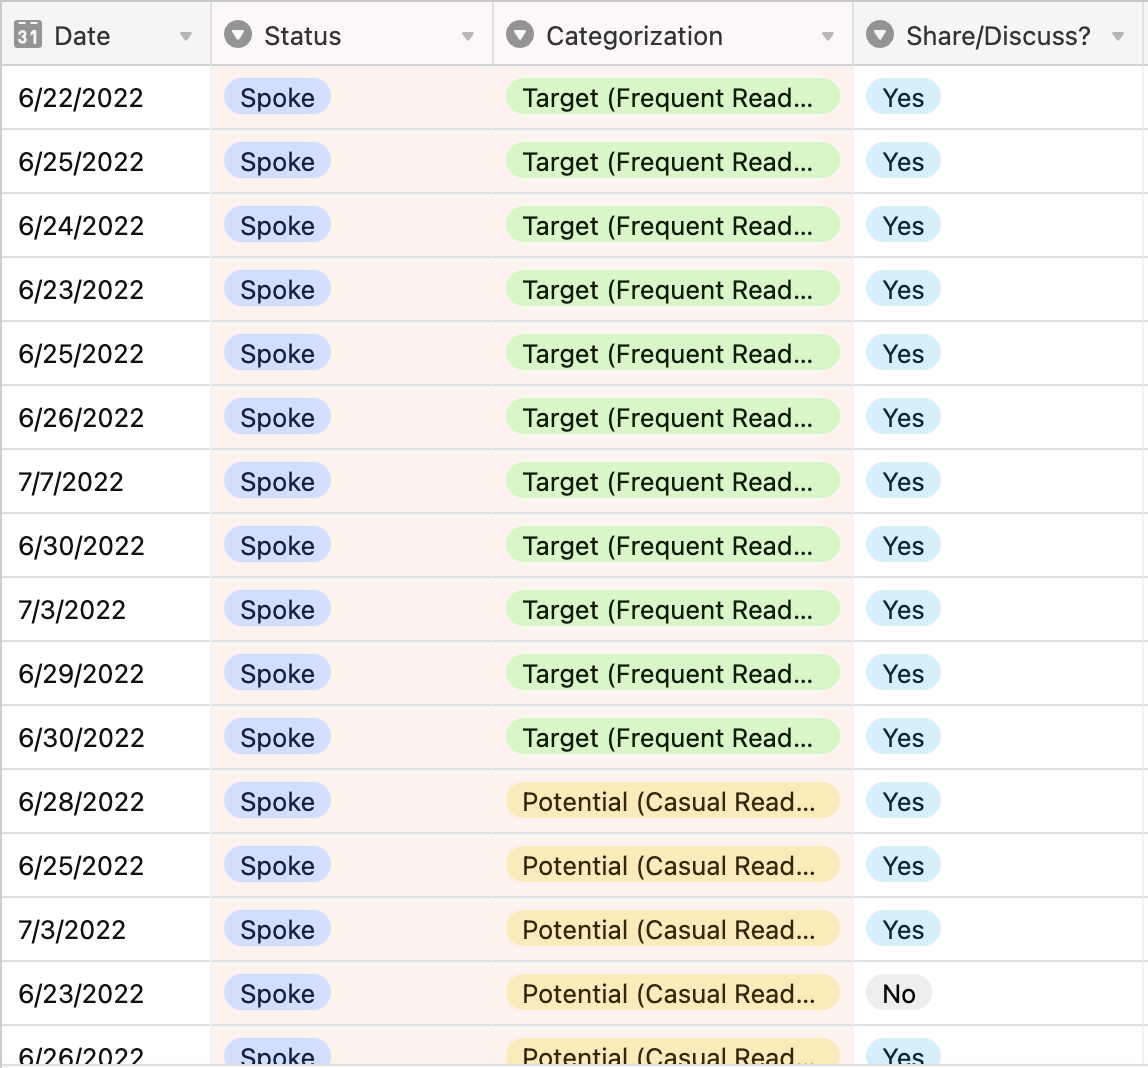 31 Date Status Categorization Share/Discuss?
6/22/2022 Spoke Target (Frequent Read... Yes
6/25/2022 Spoke Target (Frequent Read... Yes
6/24/2022 Spoke Target (Frequent Read... Yes
6/23/2022 Spoke Target (Frequent Read... Yes
6/25/2022 Spoke Target (Frequent Read... Yes
6/26/2022 Spoke Target (Frequent Read... Yes
7/7/2022 Spoke Target (Frequent Read... Yes
6/30/2022 Spoke Target (Frequent Read... Yes
7/3/2022 Spoke Target (Frequent Read... Yes
6/29/2022 Spoke Target (Frequent Read... Yes
6/30/2022 Spoke Target (Frequent Read... Yes
6/28/2022 Spoke Potential (Casual Read... Yes
6/25/2022 Spoke Potential (Casual Read... Yes
7/3/2022 Spoke Potential (Casual Read... Yes
6/23/2022 Spoke Potential (Casual Read... No
6/26/2022 Spoke Potential (Casual Read... Yes